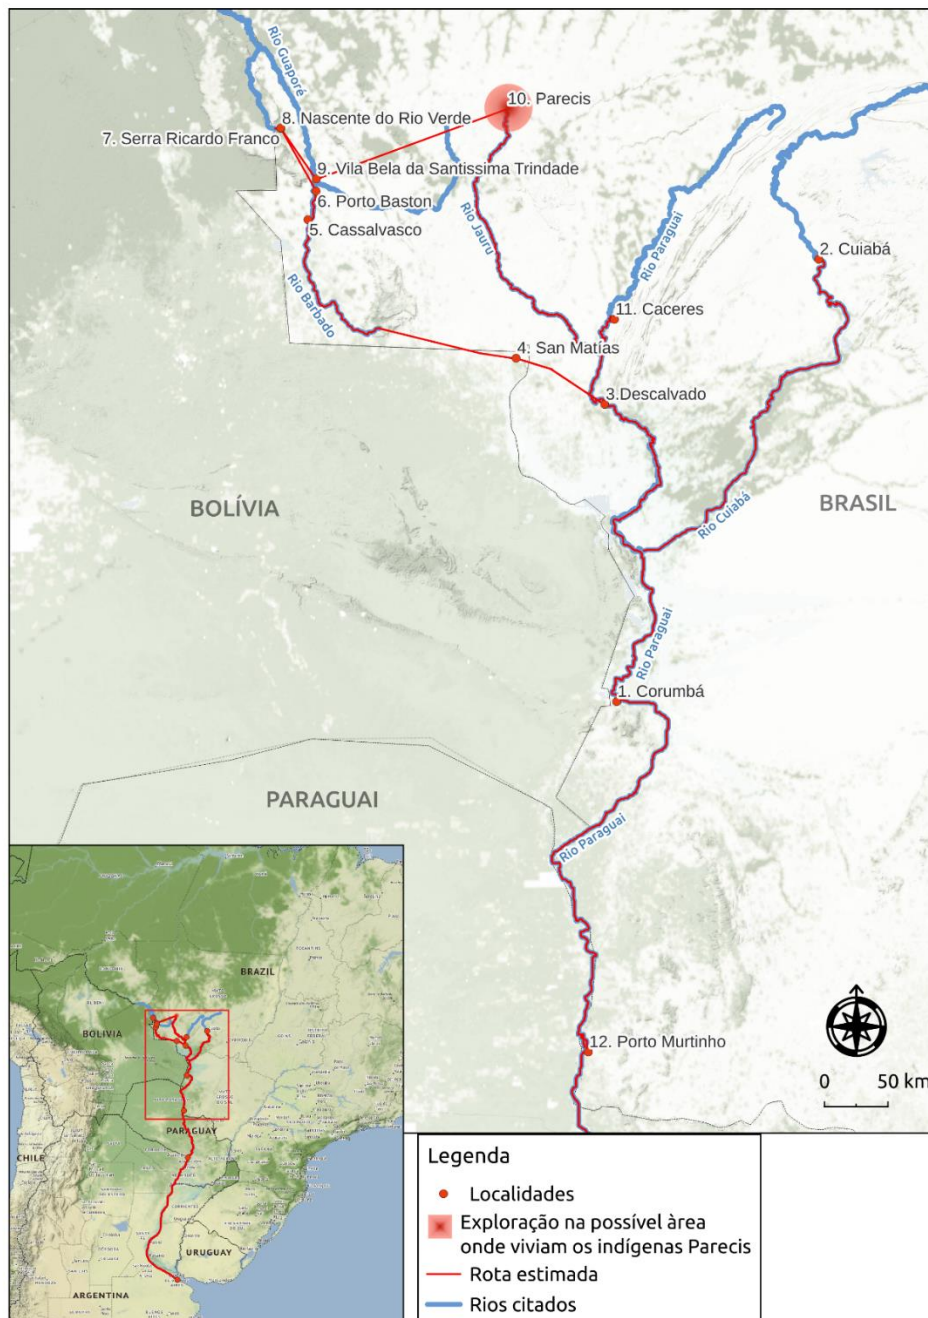 Rio Guaporé
10. Parecis
8. Nascente do Rio Verde
7. Serra Ricardo Franco
9. Vila Bela da Santissima Trindade
6. Porto Baston
5. Cassalvasco
Rio Jauru
Rio Paraguai
2. Cuiabá
Rio Barbado
11. Caceres
4. San Matías
3.Descalvado
BOLÍVIA
BRASIL
Rio Cuiabá
Rio Paraguai
1. Corumbá
PARAGUAI
Rio Paraguai
12. Porto Murtinho
0 50 km
BRAZIL
BOLIVIA
PARAGUAY
CHILE
URUGUAY
ARGENTINA
Legenda
Localidades
Exploração na possível àrea
onde viviam os indígenas Parecis
Rota estimada
Rios citados